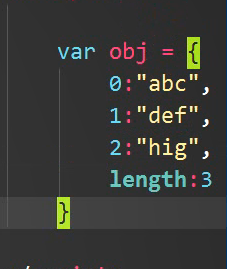 var obj = {
0:"abc",
1:"def",
2:"hig",
length:3
}